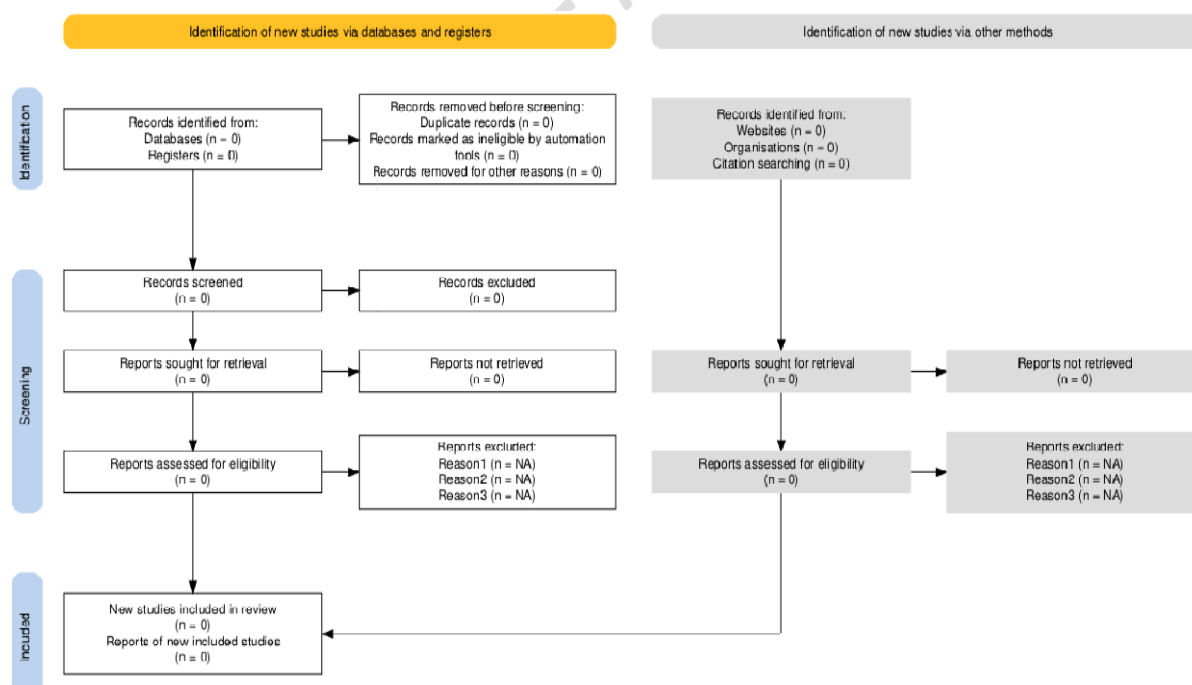 Identification of new studies via databases and registers
Identification of new studies via other methods
Identification
Records identified from:
Databases (n = 0)
Registers (n = 0)
Records removed before screening:
Duplicate records (n = 0)
Records marked as ineligible by automation
tools (n = 0)
Records removed for other reasons (n = 0)
Records identified from:
Websites (n = 0)
Organisations (n = 0)
Citation searching (n = 0)
Screening
Records screened
(n = 0)
Records excluded
(n = 0)
Reports sought for retrieval
(n = 0)
Reports not retrieved
(n = 0)
Reports sought for retrieval
(n = 0)
Reports not retrieved
(n = 0)
Reports assessed for eligibility
(n = 0)
Reports excluded:
Reason1 (n = NA)
Reason2 (n = NA)
Reason3 (n = NA)
Reports assessed for eligibility
(n = 0)
Reports excluded:
Reason1 (n = NA)
Reason2 (n = NA)
Reason3 (n = NA)
Included
New studies included in review
(n = 0)
Reports of new included studies
(n = 0)